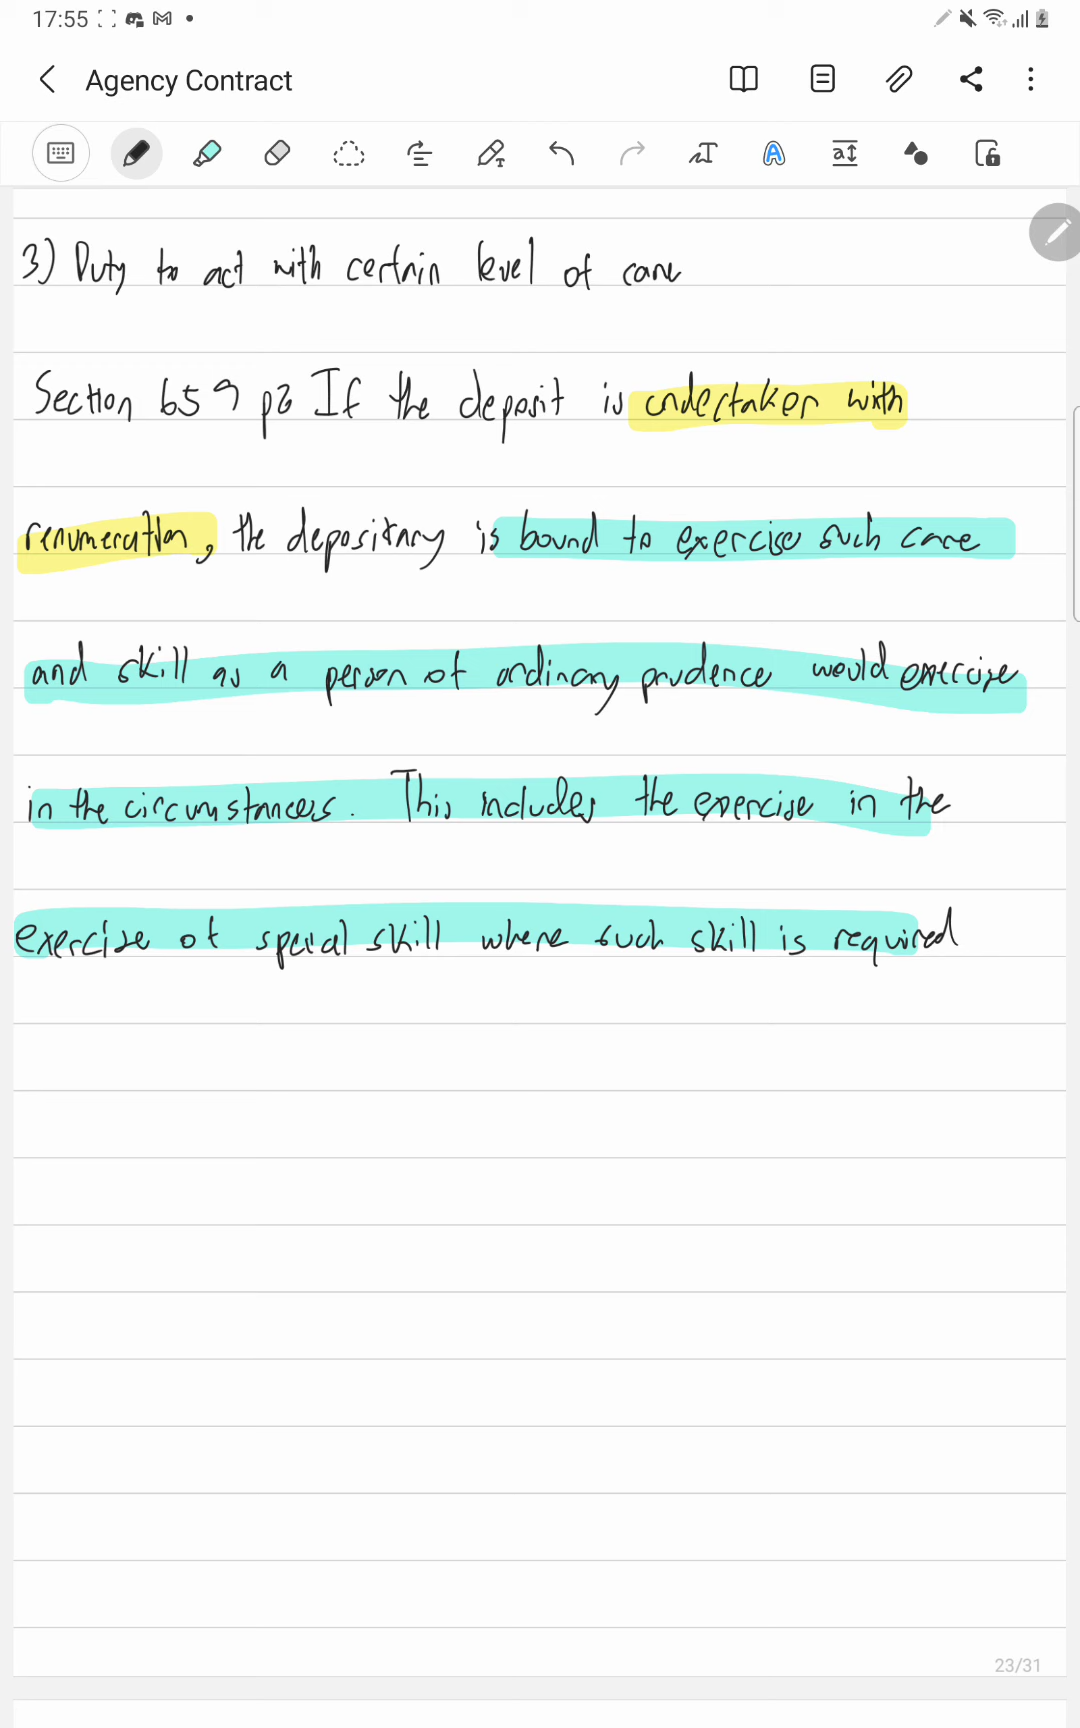 17:55
Agency Contract
3) Duty to act with certain level of care
Section 659 p2 If the deposit is undertaken with
renumeration, the depositary is bound to exercise such care
and skill as a person of ordinary prudence would exercise
in the circumstances. This includes the exercise in the
exercise of special skill where such skill is required
23/31